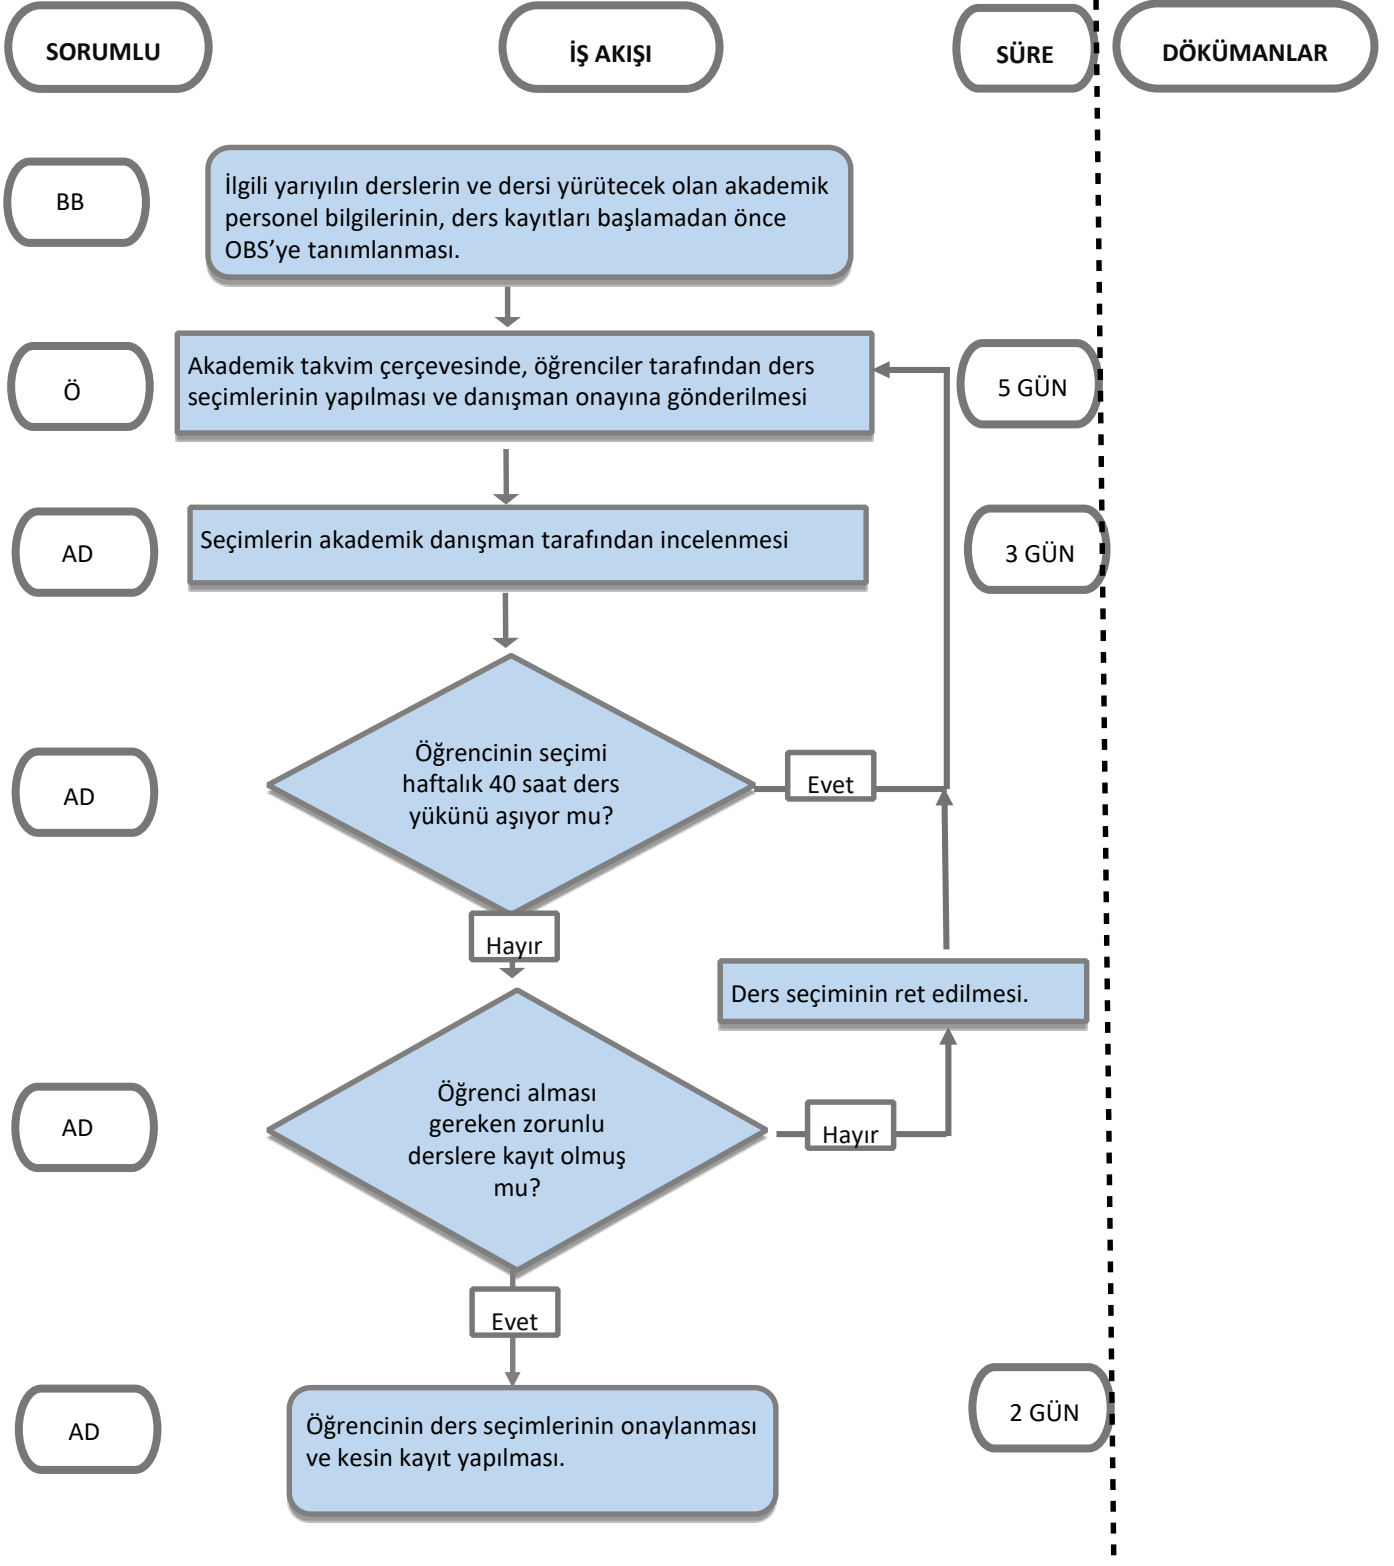 SORUMLU
İŞ AKIŞI
SÜRE
DÖKÜMANLAR
BB
İlgili yarıyılın derslerin ve dersi yürütecek olan akademik
personel bilgilerinin, ders kayıtları başlamadan önce
OBS’ye tanımlanması.
Ö
Akademik takvim çerçevesinde, öğrenciler tarafından ders
seçimlerinin yapılması ve danışman onayına gönderilmesi
5 GÜN
AD
Seçimlerin akademik danışman tarafından incelenmesi
3 GÜN
AD
Öğrencinin seçimi
haftalık 40 saat ders
yükünü aşıyor mu?
Evet
Hayır
Ders seçiminin ret edilmesi.
AD
Öğrenci alması
gereken zorunlu
derslere kayıt olmuş
mu?
Hayır
Evet
AD
Öğrencinin ders seçimlerinin onaylanması
ve kesin kayıt yapılması.
2 GÜN